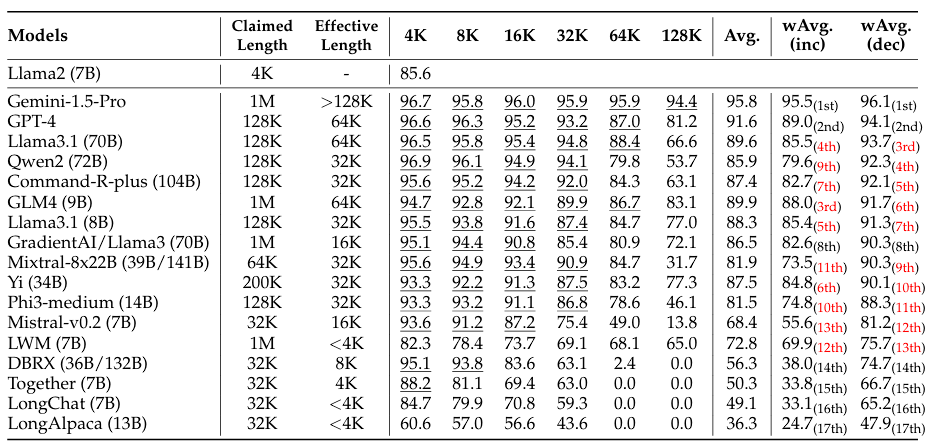 Models Claimed Length Effective Length 4K 8K 16K 32K 64K 128K Avg. wAvg. (inc) wAvg. (dec)
Llama2 (7B) 4K - 85.6
Gemini-1.5-Pro 1M >128K 96.7 95.8 96.0 95.9 95.9 94.4 95.8 95.5(1st) 96.1(1st)
GPT-4 128K 64K 96.6 96.3 95.2 93.2 87.0 81.2 91.6 89.0(2nd) 94.1(2nd)
Llama3.1 (70B) 128K 64K 96.5 95.8 95.4 94.8 88.4 66.6 89.6 85.5(4th) 93.7(3rd)
Qwen2 (72B) 128K 32K 96.9 96.1 94.9 94.1 79.8 53.7 85.9 79.6(9th) 92.3(4th)
Command-R-plus (104B) 128K 32K 95.6 95.2 94.2 92.0 84.3 63.1 87.4 82.7(7th) 92.1(5th)
GLM4 (9B) 1M 64K 94.7 92.8 92.1 89.9 86.7 83.1 89.9 88.0(3rd) 91.7(6th)
Llama3.1 (8B) 128K 32K 95.5 93.8 91.6 87.4 84.7 77.0 88.3 85.4(5th) 91.3(7th)
GradientAI/Llama3 (70B) 1M 16K 95.1 94.4 90.8 85.4 80.9 72.1 86.5 82.6(8th) 90.3(8th)
Mixtral-8x22B (39B/141B) 64K 32K 95.6 94.9 93.4 90.9 84.7 31.7 81.9 73.5(11th) 90.3(9th)
Yi (34B) 200K 32K 93.3 92.2 91.3 87.5 83.2 77.3 87.5 84.8(6th) 90.1(10th)
Phi3-medium (14B) 128K 32K 93.3 93.2 91.1 86.8 78.6 46.1 81.5 74.8(10th) 88.3(11th)
Mistral-v0.2 (7B) 32K 16K 93.6 91.2 87.2 75.4 49.0 13.8 68.4 55.6(13th) 81.2(12th)
LWM (7B) 1M <4K 82.3 78.4 73.7 69.1 68.1 65.0 72.8 69.9(12th) 75.7(13th)
DBRX (36B/132B) 32K 8K 95.1 93.8 83.6 63.1 2.4 0.0 56.3 38.0(14th) 74.7(14th)
Together (7B) 32K 4K 88.2 81.1 69.4 63.0 0.0 0.0 50.3 33.8(15th) 66.7(15th)
LongChat (7B) 32K <4K 84.7 79.9 70.8 59.3 0.0 0.0 49.1 33.1(16th) 65.2(16th)
LongAlpaca (13B) 32K <4K 60.6 57.0 56.6 43.6 0.0 0.0 36.3 24.7(17th) 47.9(17th)